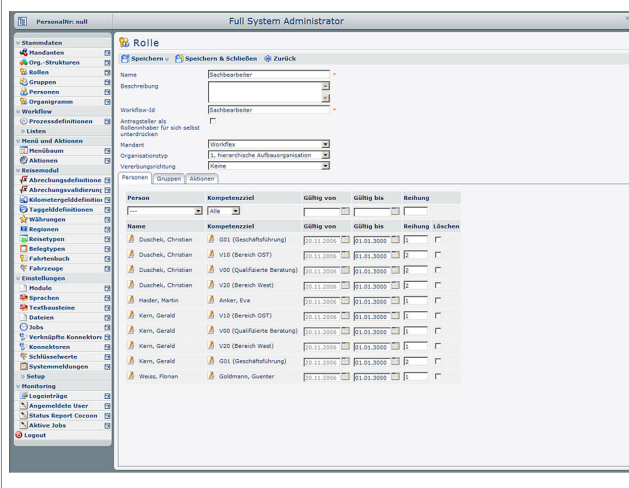 PersonalNr: null
Full System Administrator
Stammdaten
Mandanten
Org.-Strukturen
Rollen
Gruppen
Personen
Organigramm
Workflow
Prozessdefinitionen
Listen
Menü und Aktionen
Menübaum
Aktionen
Reisemodul
Abrechnungsdefinitione
Abrechnungsvalidierung
Kilometergelddefinition
Taggelddefinitionen
Währungen
Regionen
Reisetypen
Belegtypen
Fahrtenbuch
Fahrzeuge
Einstellungen
Module
Sprachen
Textbausteine
Dateien
Jobs
Verknüpfte Konnektore
Konnektoren
Schlüsselwerte
Systemmeldungen
Setup
Monitoring
Logeinträge
Angemeldete User
Status Report Cocoon
Aktive Jobs
Logout
Rolle
Speichern Speichern & Schließen Zurück
Name Sachbearbeiter *
Beschreibung
Workflow-Id Sachbearbeiter *
Antragsteller als
Rolleninhaber für sich selbst
unterdrücken
Mandant Workflex
Organisationstyp 1, hierarchische Aufbauorganisation
Vererbungsrichtung Keine
Personen Gruppen Aktionen
Person Kompetenzziel Gültig von Gültig bis Reihung
--- Alle
Name Kompetenzziel Gültig von Gültig bis Reihung Löschen
Duschek, Christian G01 (Geschäftsführung) 20.11.2006 01.01.3000 1
Duschek, Christian V10 (Bereich OST) 20.11.2006 01.01.3000 2
Duschek, Christian V00 (Qualifizierte Beratung) 20.11.2006 01.01.3000 2
Duschek, Christian V20 (Bereich West) 20.11.2006 01.01.3000 2
Haider, Martin Anker, Eva 20.11.2006 01.01.3000 1
Kern, Gerald V10 (Bereich OST) 20.11.2006 01.01.3000 1
Kern, Gerald V00 (Qualifizierte Beratung) 20.11.2006 01.01.3000 1
Kern, Gerald V20 (Bereich West) 20.11.2006 01.01.3000 1
Kern, Gerald G01 (Geschäftsführung) 20.11.2006 01.01.3000 2
Weiss, Florian Goldmann, Guenter 20.11.2006 01.01.3000 1